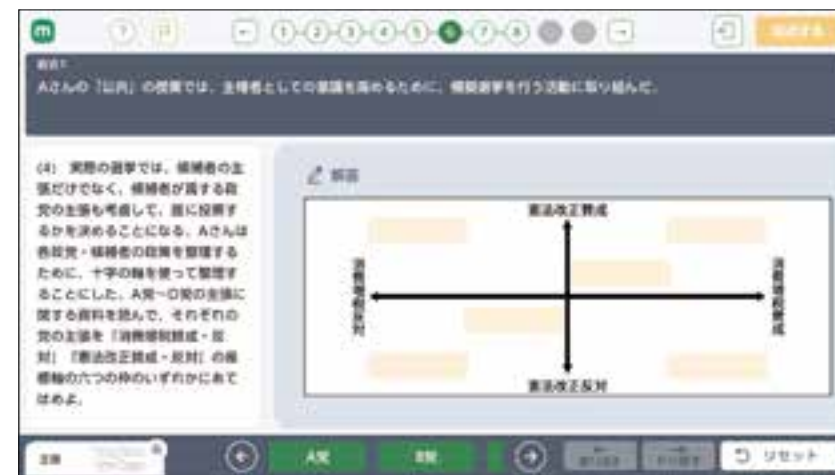 m
?
1 2 3 4 5 6 7 8
Aさんの「公共」の授業では、主権者としての意識を高めるために、模擬選挙を行う活動に取り組んだ。
(4) 実際の選挙では、候補者の主
張だけでなく、候補者が属する政
党の主張も考慮して、誰に投票す
るかを決めることになる。Aさんは
各政党・候補者の政策を整理する
ために、十字の軸を使って整理す
ることにした。A党～D党の主張に
関する資料を読んで、それぞれの
党の主張を「消費増税賛成・反
対」「憲法改正賛成・反対」の座
標軸の六つの枠のいずれかにあて
はめよ。
解答
憲法改正賛成
消費増税反対
消費増税賛成
憲法改正反対
A党
B党
リセット